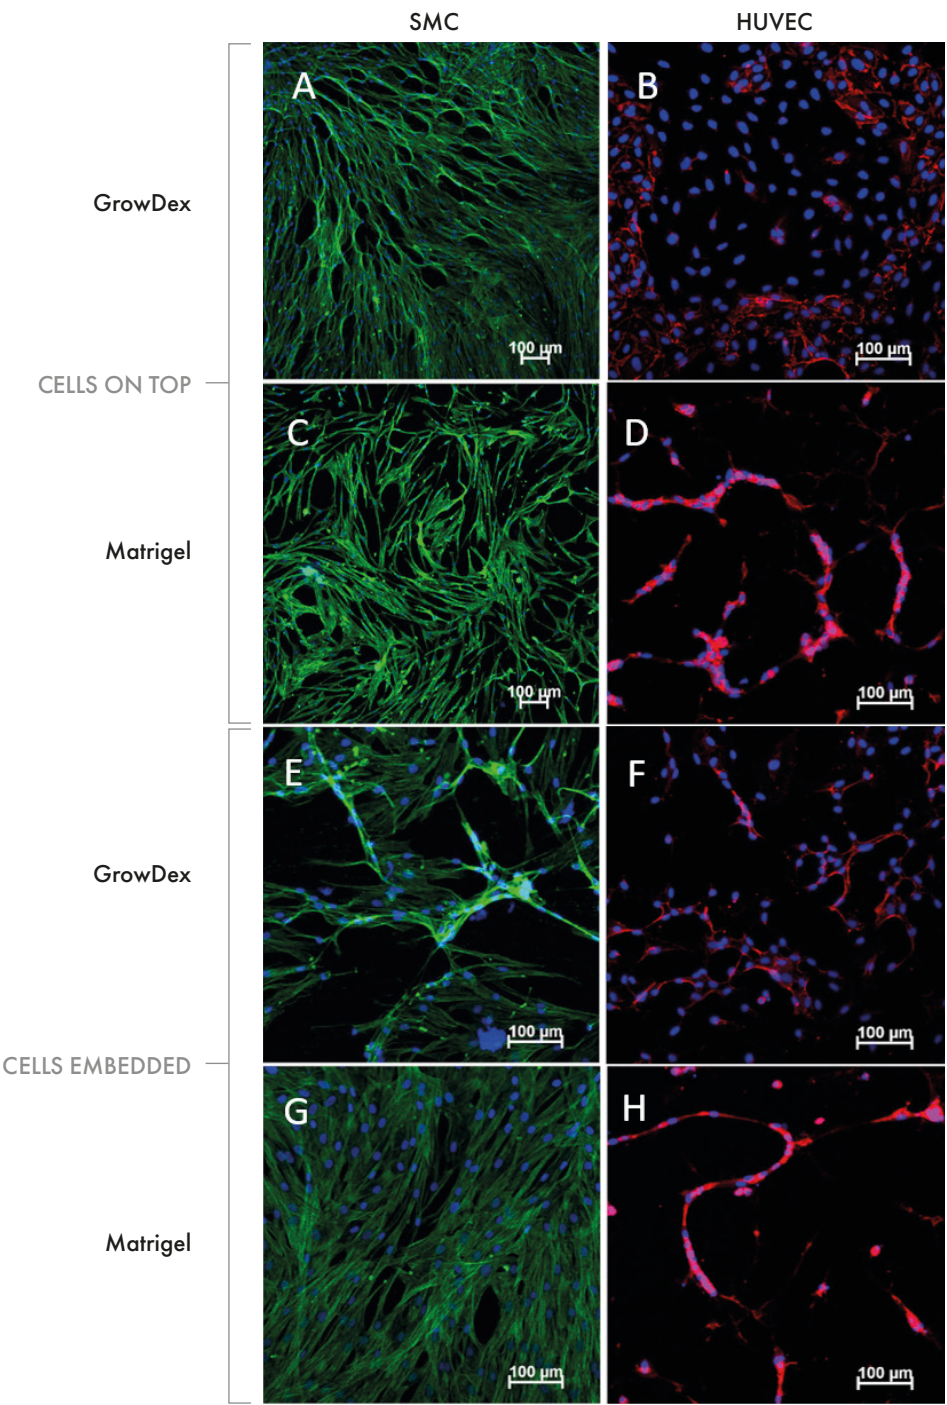 SMC HUVEC
A B
GrowDex
100 µm 100 µm
CELLS ON TOP
C D
Matrigel
100 µm 100 µm
E F
GrowDex
100 µm 100 µm
CELLS EMBEDDED
G H
Matrigel
100 µm 100 µm